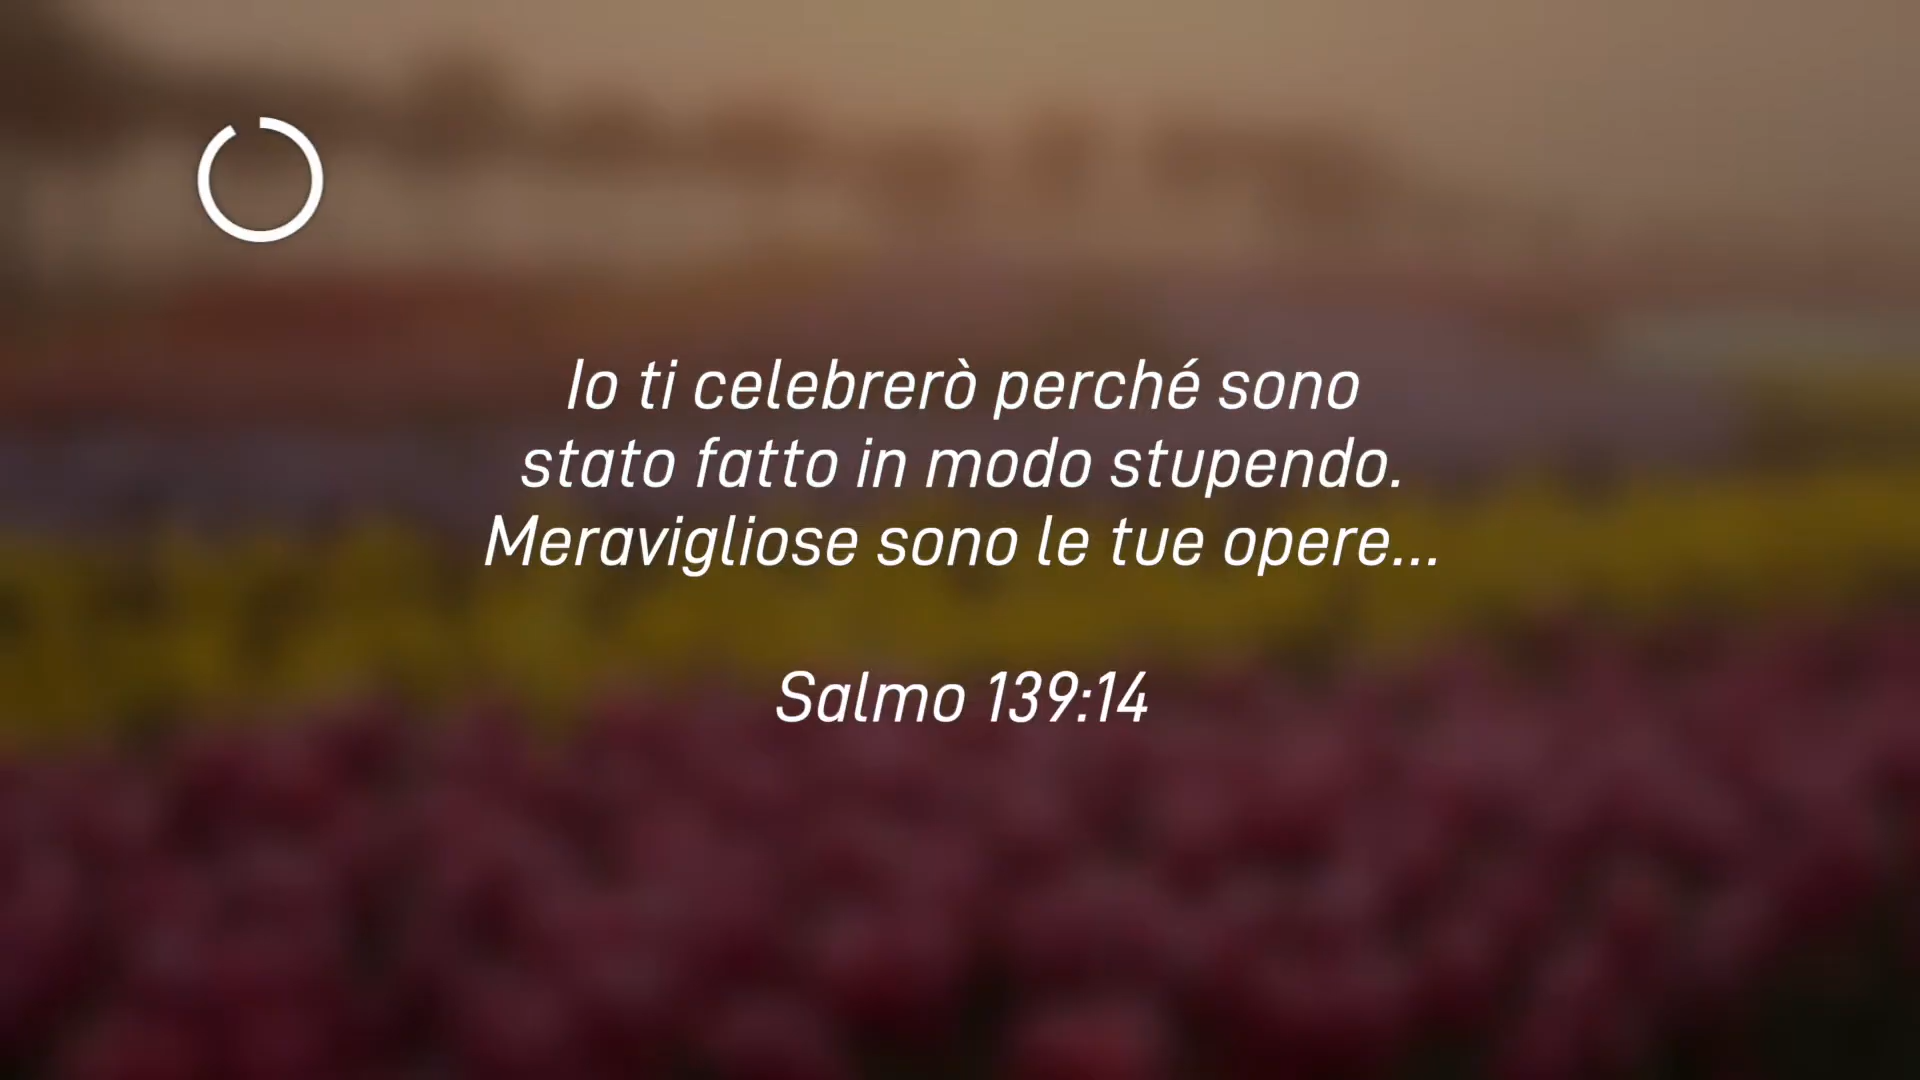 Io ti celebrerò perché sono
stato fatto in modo stupendo.
Meravigliose sono le tue opere...
Salmo 139:14